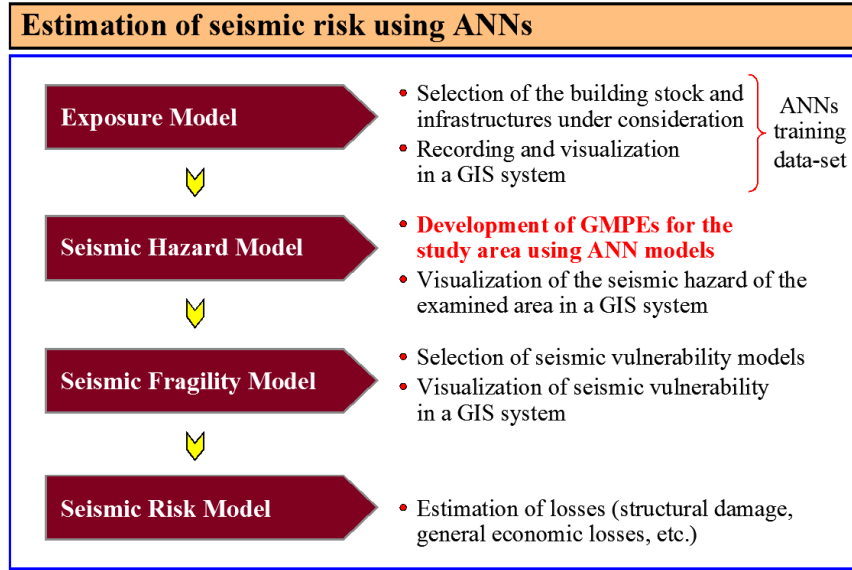 Estimation of seismic risk using ANNs
Exposure Model
• Selection of the building stock and
infrastructures under consideration
• Recording and visualization
in a GIS system
ANNs
training
data-set
Seismic Hazard Model
• Development of GMPEs for the
study area using ANN models
• Visualization of the seismic hazard of the
examined area in a GIS system
Seismic Fragility Model
• Selection of seismic vulnerability models
• Visualization of seismic vulnerability
in a GIS system
Seismic Risk Model
• Estimation of losses (structural damage,
general economic losses, etc.)